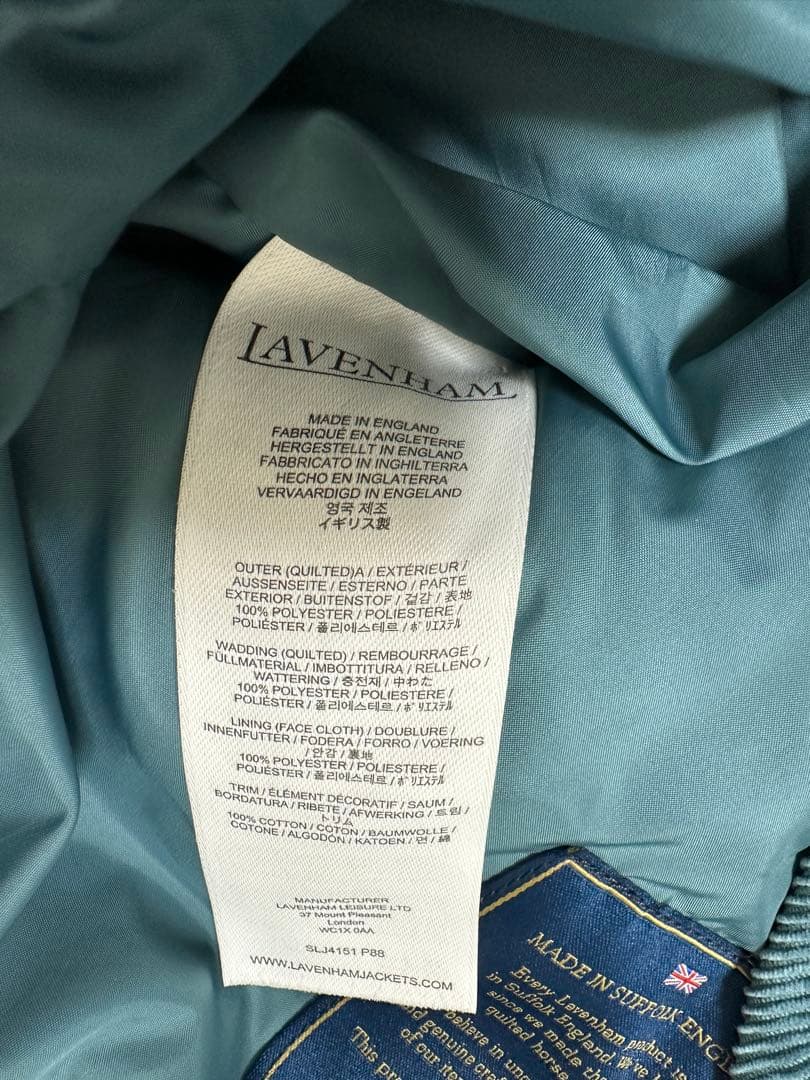 LAVENHAM
MADE IN ENGLAND
FABRIQUÉ EN ANGLETERRE
HERGESTELLT IN ENGLAND
FABBRICATO IN INGHILTERRA
HECHO EN INGLATERRA
VERVAARDIGD IN ENGELAND
영국 제조
イギリス製
OUTER (QUILTED)A / EXTÉRIEUR /
AUSSENSEITE / ESTERNO / PARTE
EXTERIOR / BUITENSTOF / 겉감 / 表地
100% POLYESTER / POLIESTERE /
POLIÉSTER / 폴리에스테르 / ﾎﾟﾘｴｽﾃﾙ
WADDING (QUILTED) / REMBOURRAGE /
FÜLLMATERIAL / IMBOTTITURA / RELLENO /
WATTERING / 충전재 / 中わた
100% POLYESTER / POLIESTERE /
POLIÉSTER / 폴리에스테르 / ﾎﾟﾘｴｽﾃﾙ
LINING (FACE CLOTH) / DOUBLURE /
INNENFUTTER / FODERA / FORRO / VOERING
/ 안감 / 裏地
100% POLYESTER / POLIESTERE /
POLIÉSTER / 폴리에스테르 / ﾎﾟﾘｴｽﾃﾙ
TRIM / ÉLÉMENT DÉCORATIF / SAUM /
BORDATURA / RIBETE / AFWERKING / 트림 /
トリム
100% COTTON / COTON / BAUMWOLLE /
COTONE / ALGODÓN / KATOEN / 면 / 綿
MANUFACTURER
LAVENHAM LEISURE LTD
37 Mount Pleasant
London
WC1X 0AA
SLJ4151 P88
WWW.LAVENHAMJACKETS.COM
MADE IN SUFFOLK ENG
Every Lavenham product is
in Suffolk England
since we made the
quilted horse
believe in
genuine
of our
This